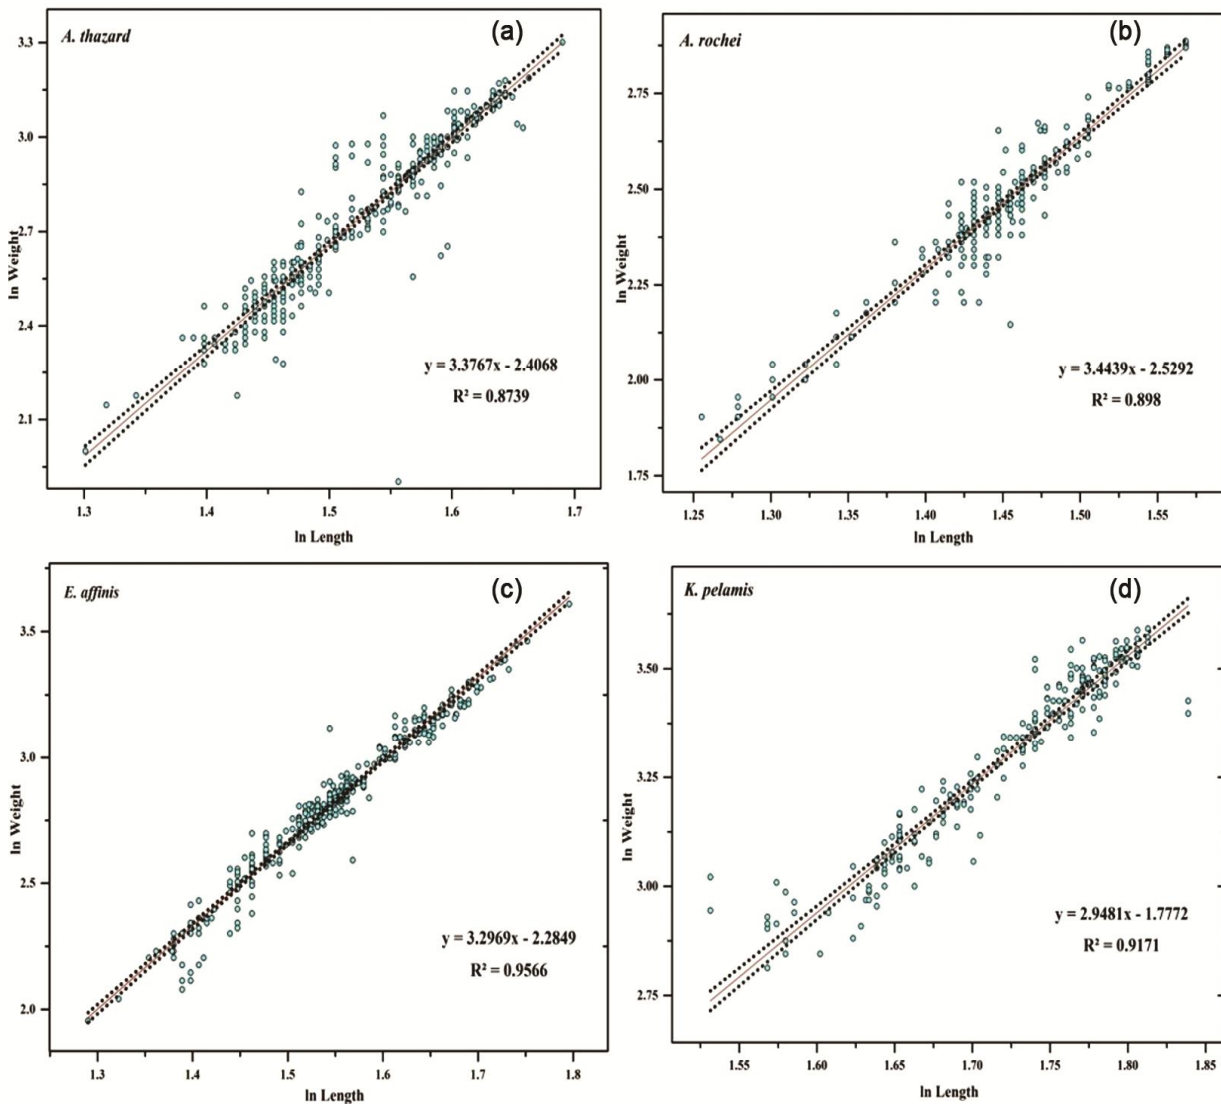 A. thazard
(a)
3.3
3.0
2.7
2.4
2.1
ln Weight
y = 3.3767x - 2.4068
R² = 0.8739
1.3 1.4 1.5 1.6 1.7
ln Length
A. rochei
(b)
2.75
2.50
2.25
2.00
1.75
ln Weight
y = 3.4439x - 2.5292
R² = 0.898
1.25 1.30 1.35 1.40 1.45 1.50 1.55
ln Length
E. affinis
(c)
3.5
3.0
2.5
2.0
ln Weight
y = 3.2969x - 2.2849
R² = 0.9566
1.3 1.4 1.5 1.6 1.7 1.8
ln Length
K. pelamis
(d)
3.50
3.25
3.00
2.75
ln Weight
y = 2.9481x - 1.7772
R² = 0.9171
1.55 1.60 1.65 1.70 1.75 1.80 1.85
ln Length